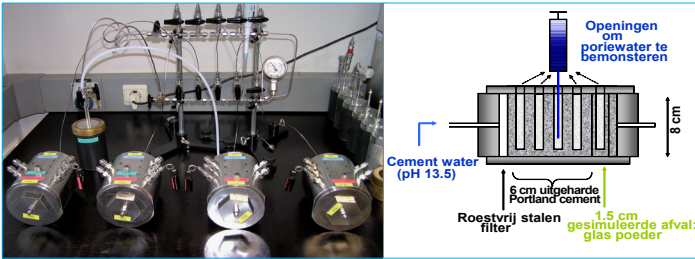 Openingen
om
poriewater te
bemonsteren
8 cm
Cement water
(pH 13.5)
6 cm uitgeharde
Portland cement
Roestvrij stalen
filter
1.5 cm
gesimuleerde afval:
glas poeder